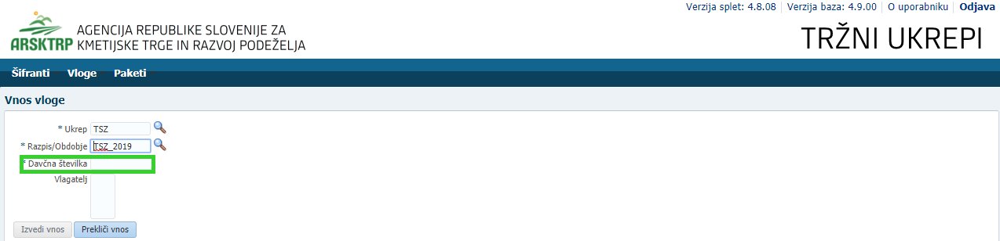 Verzija splet: 4.8.08 Verzija baza: 4.9.00 O uporabniku Odjava
ARSKTRP
AGENCIJA REPUBLIKE SLOVENIJE ZA
KMETIJSKE TRGE IN RAZVOJ PODEŽELJA
TRŽNI UKREPI
Šifranti Vloge Paketi
Vnos vloge
* Ukrep TSZ
* Razpis/Obdobje TSZ_2019
* Davčna številka
Vlagatelj
Izvedi vnos Prekliči vnos